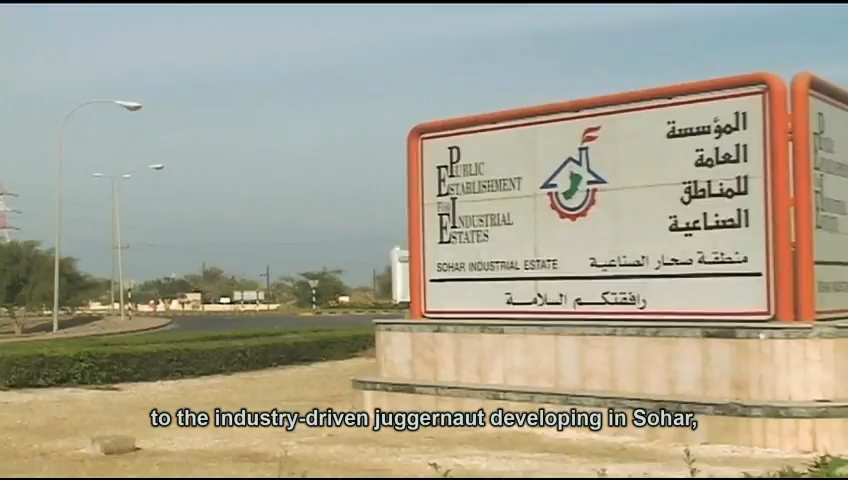 PUBLIC
ESTABLISHMENT
FOR
INDUSTRIAL
ESTATES
المؤسسة
العامة
للمناطق
الصناعية
SOHAR INDUSTRIAL ESTATE
منطقة صحار الصناعية
رافقتكم السلامة
to the industry-driven juggernaut developing in Sohar,